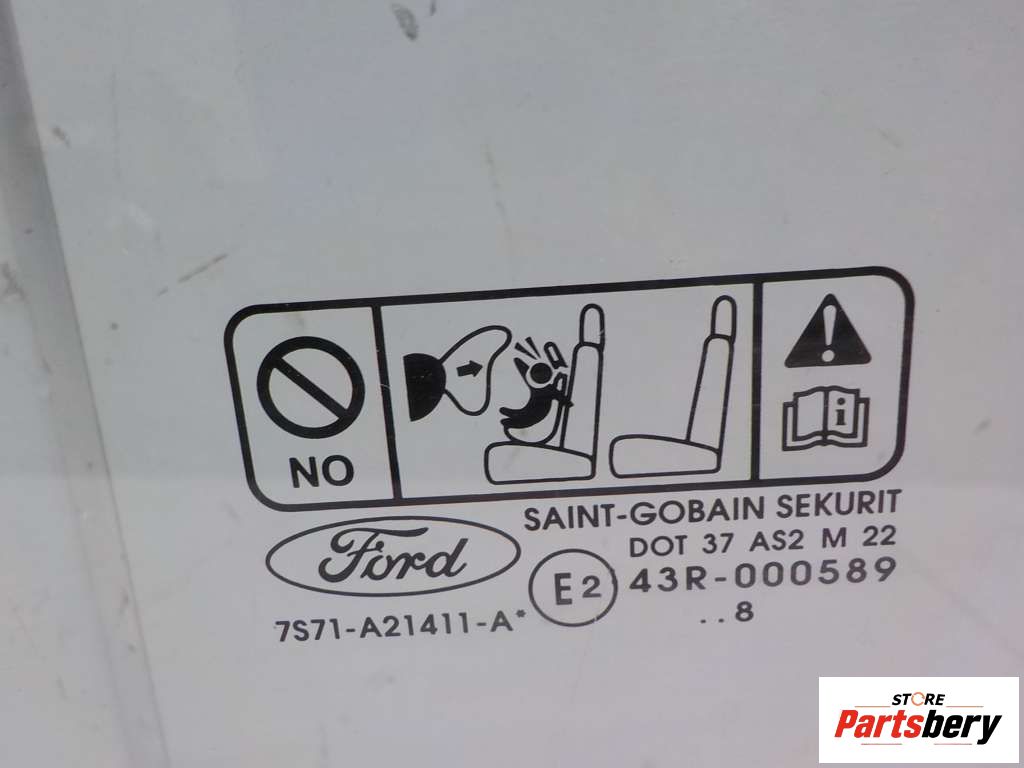 NO
Ford
SAINT-GOBAIN SEKURIT
DOT 37 AS2 M 22
E2 43R-000589
7S71-A21411-A*
..8
i
STORE
Partsbery